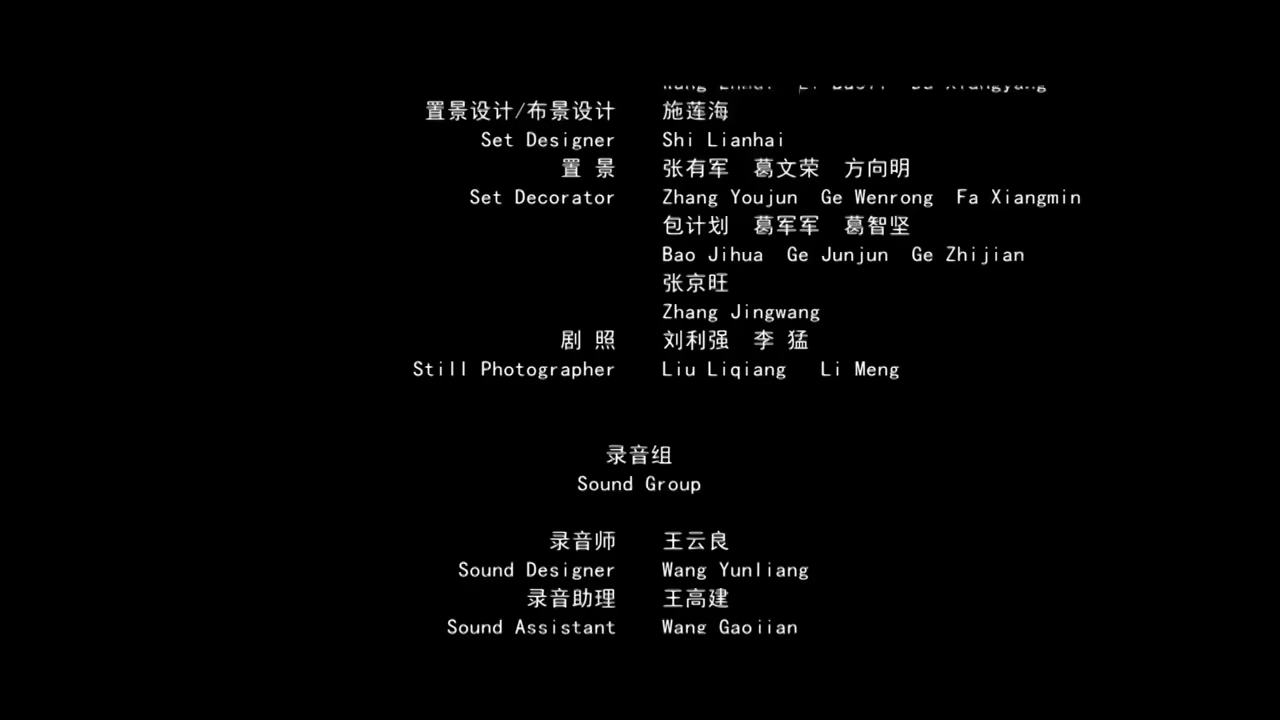 置景设计/布景设计 施莲海
Set Designer Shi Lianhai
置 景 张有军 葛文荣 方向明
Set Decorator Zhang Youjun Ge Wenrong Fa Xiangmin
包计划 葛军军 葛智坚
Bao Jihua Ge Junjun Ge Zhijian
张京旺
Zhang Jingwang
剧 照 刘利强 李 猛
Still Photographer Liu Liqiang Li Meng
录音组
Sound Group
录音师 王云良
Sound Designer Wang Yunliang
录音助理 王高建
Sound Assistant Wang Gaojian